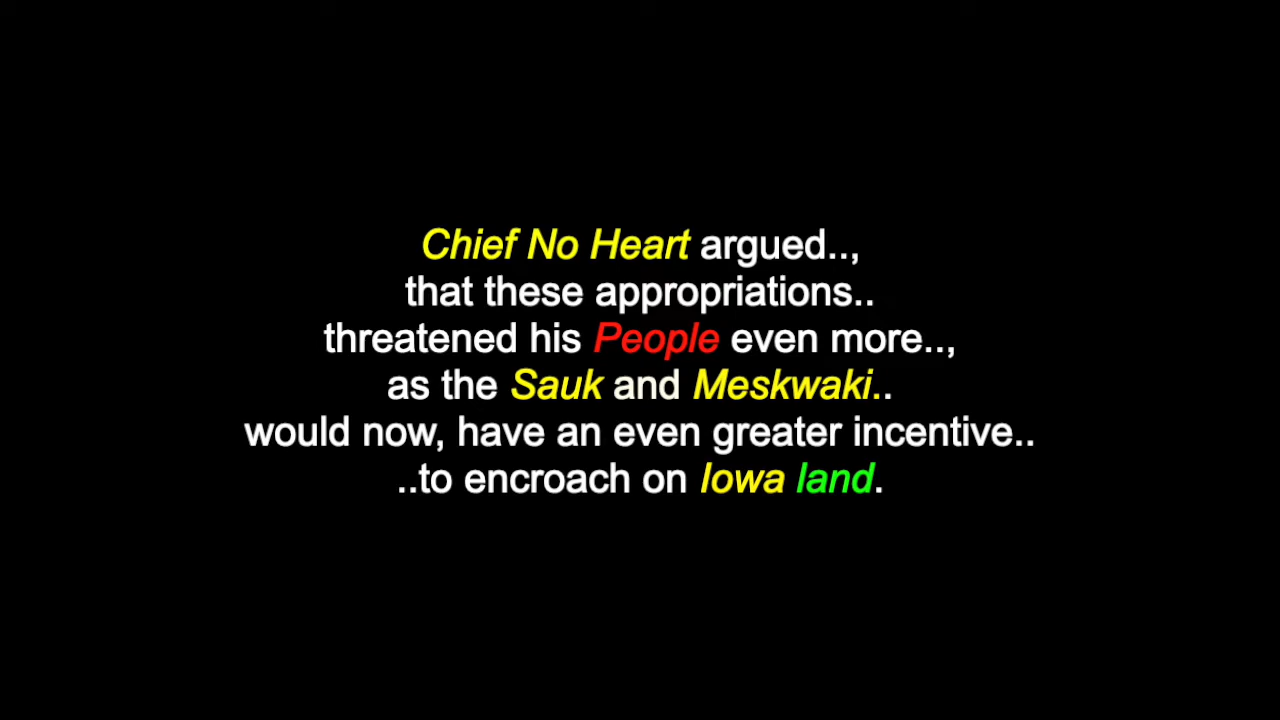 Chief No Heart argued..,
that these appropriations..
threatened his People even more..,
as the Sauk and Meskwaki..
would now, have an even greater incentive..
..to encroach on Iowa land.